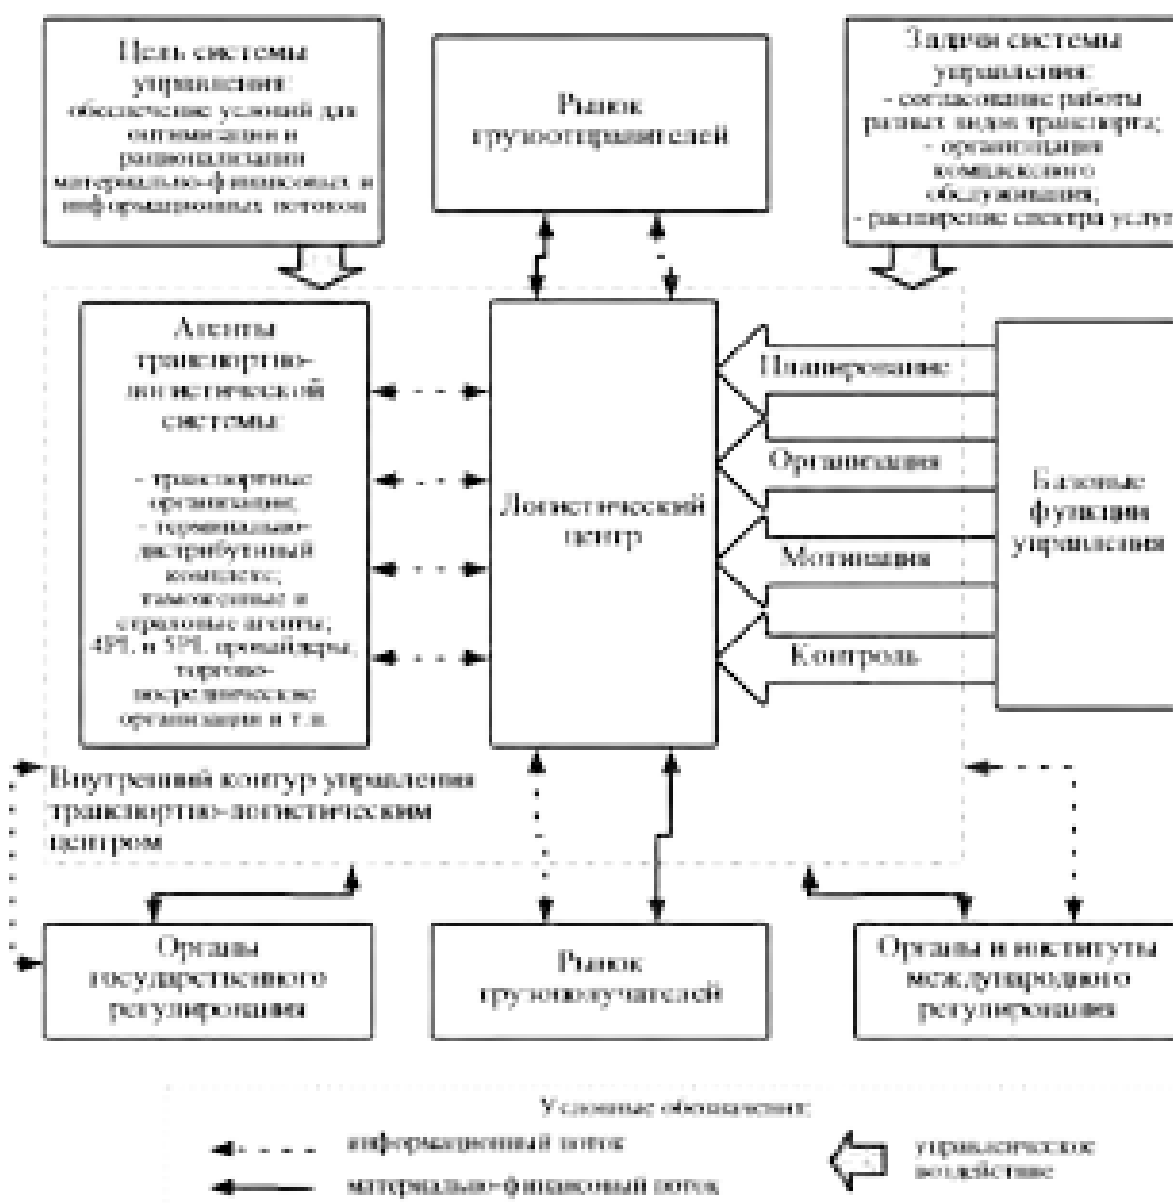 Цель системы
управления:
-обеспечение условий для
оптимизации и
рационализации
материально-финансовых и
информационных потоков
Рынок
грузоотправителей
Задачи системы
управления:
- согласование работы
разных видов транспорта;
- организация
комплексного
обслуживания;
- расширение спектра услуг
Агенты
транспортно-
логистической
системы:
- транспортные
организации;
- терминально-
дистрибутивный
комплекс;
таможенные и
страховые агенты;
4PL и 5PL провайдеры,
торгово-
посреднические
организации и т.п.
Логистический
центр
Планирование
Организация
Мотивация
Контроль
Базовые
функции
управления
Внутренний контур управления
транспортно-логистическим
центром
Органы
государственного
регулирования
Рынок
грузополучателей
Органы и институты
международного
регулирования
Условные обозначения:
информационный поток
материально-финансовый поток
управленческое
воздействие